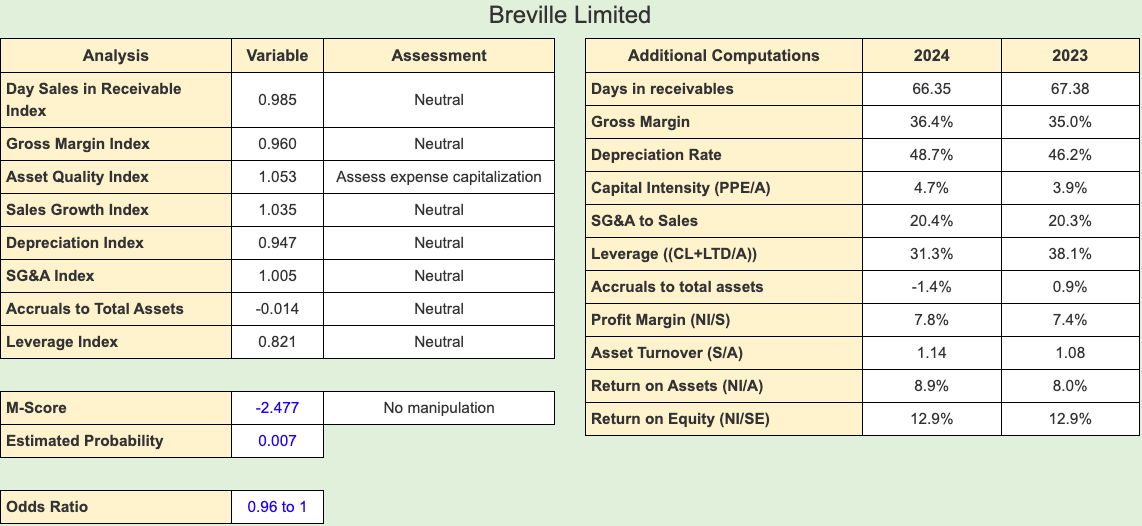 Breville Limited
Analysis Variable Assessment
Day Sales in Receivable
Index 0.985 Neutral
Gross Margin Index 0.960 Neutral
Asset Quality Index 1.053 Assess expense capitalization
Sales Growth Index 1.035 Neutral
Depreciation Index 0.947 Neutral
SG&A Index 1.005 Neutral
Accruals to Total Assets -0.014 Neutral
Leverage Index 0.821 Neutral
M-Score -2.477 No manipulation
Estimated Probability 0.007
Odds Ratio 0.96 to 1
Additional Computations 2024 2023
Days in receivables 66.35 67.38
Gross Margin 36.4% 35.0%
Depreciation Rate 48.7% 46.2%
Capital Intensity (PPE/A) 4.7% 3.9%
SG&A to Sales 20.4% 20.3%
Leverage ((CL+LTD/A)) 31.3% 38.1%
Accruals to total assets -1.4% 0.9%
Profit Margin (NI/S) 7.8% 7.4%
Asset Turnover (S/A) 1.14 1.08
Return on Assets (NI/A) 8.9% 8.0%
Return on Equity (NI/SE) 12.9% 12.9%